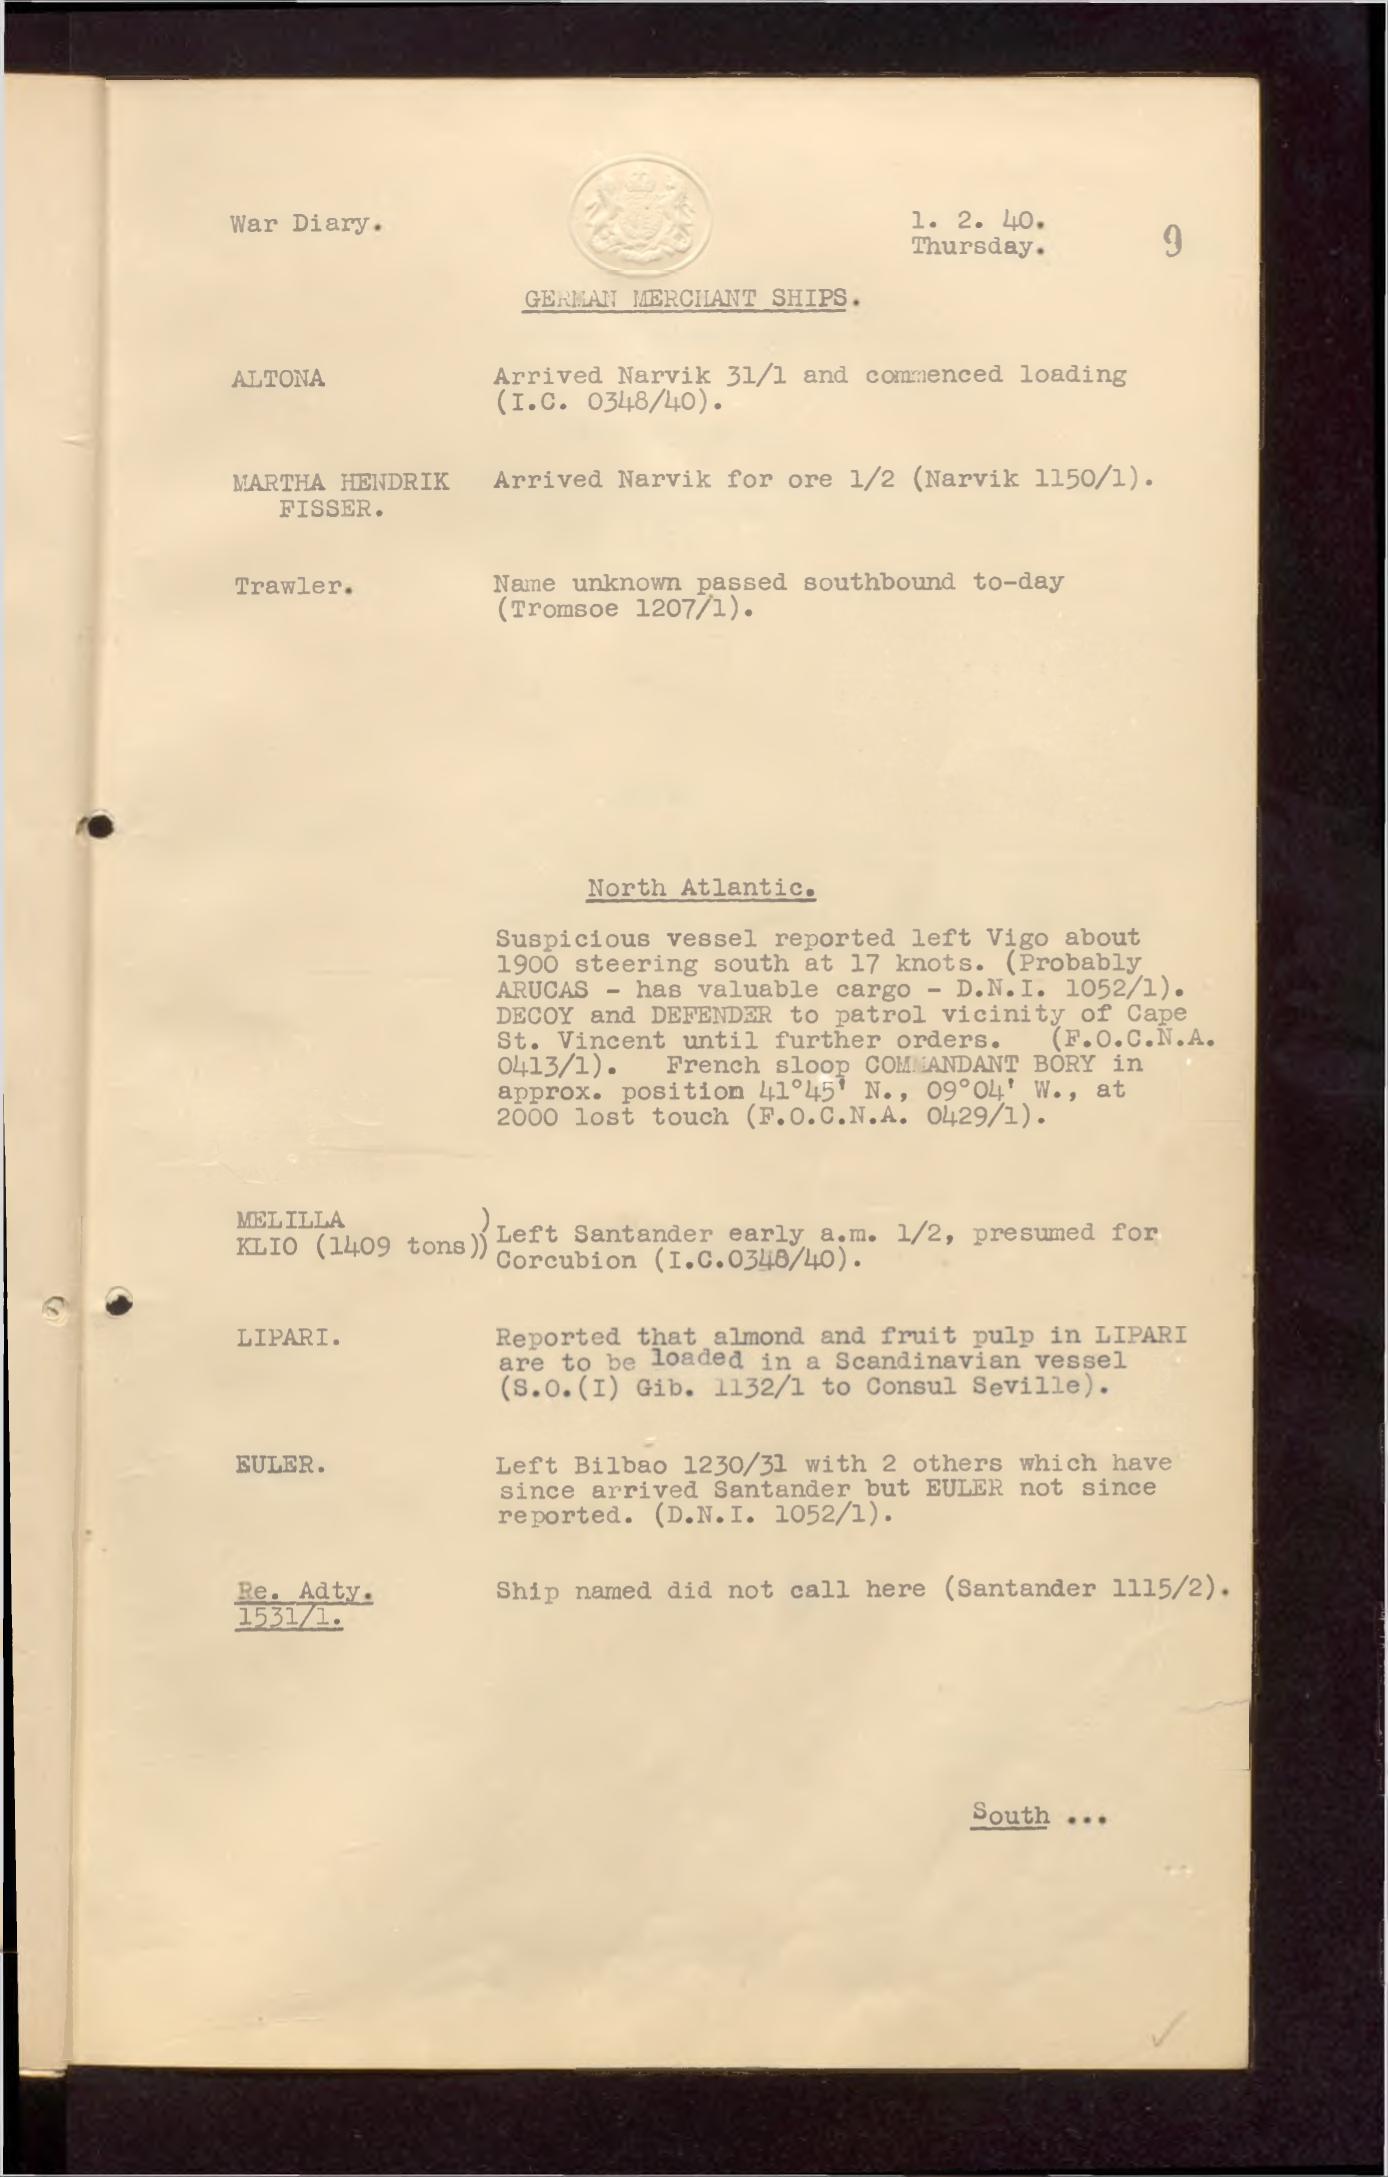 War Diary.
1. 2. 40.
Thursday.
9
GERMAN MERCHANT SHIPS.
ALTONA Arrived Narvik 31/1 and commenced loading
(I.C. 0348/40).
MARTHA HENDRIK Arrived Narvik for ore 1/2 (Narvik 1150/1).
FISSER.
Trawler. Name unknown passed southbound to-day
(Tromsoe 1207/1).
North Atlantic.
Suspicious vessel reported left Vigo about
1900 steering south at 17 knots. (Probably
ARUCAS - has valuable cargo - D.N.I. 1052/1).
DECOY and DEFENDER to patrol vicinity of Cape
St. Vincent until further orders. (F.O.C.N.A.
0413/1). French sloop COMMANDANT BORY in
approx. position 41°45' N., 09°04' W., at
2000 lost touch (F.O.C.N.A. 0429/1).
MELILLA )
KLIO (1409 tons)) Left Santander early a.m. 1/2, presumed for
Corcubion (I.C.0348/40).
LIPARI. Reported that almond and fruit pulp in LIPARI
are to be loaded in a Scandinavian vessel
(S.O.(I) Gib. 1132/1 to Consul Seville).
EULER. Left Bilbao 1230/31 with 2 others which have
since arrived Santander but EULER not since
reported. (D.N.I. 1052/1).
Re. Adty. Ship named did not call here (Santander 1115/2).
1531/1.
South ...